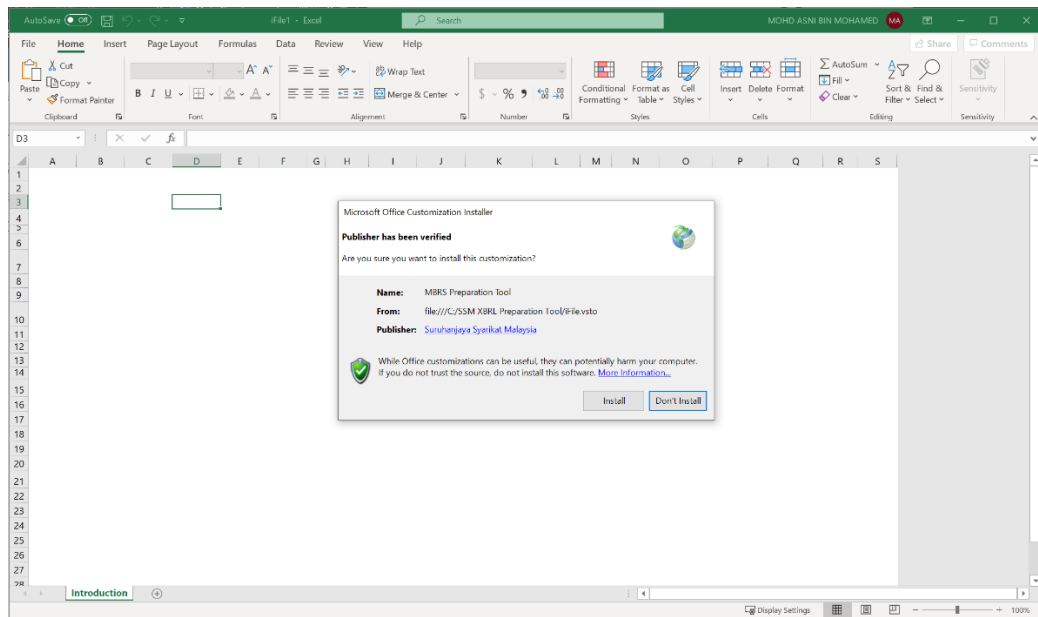 AutoSave Off iFile1 - Excel Search MOHD ASNI BIN MOHAMED MA
File Home Insert Page Layout Formulas Data Review View Help Share Comments
Paste
Cut
Copy
Format Painter
Clipboard
B I U
Font
Wrap Text
Merge & Center
Alignment
$ % 9
Number
Conditional Formatting
Format as Table
Cell Styles
Styles
Insert Delete Format
Cells
AutoSum
Fill
Clear
Sort & Filter
Find & Select
Editing
Sensitivity
Sensitivity
D3 fx
A B C D E F G H I J K L M N O P Q R S
1
2
3
4
5
6
7
8
9
10
11
12
13
14
15
16
17
18
19
20
21
22
23
24
25
26
27
28
Microsoft Office Customization Installer
Publisher has been verified
Are you sure you want to install this customization?
Name: MBRS Preparation Tool
From: file:///C:/SSM XBRL Preparation Tool/iFile.vsto
Publisher: Suruhanjaya Syarikat Malaysia
While Office customizations can be useful, they can potentially harm your computer.
If you do not trust the source, do not install this software. More Information...
Install Don't Install
Introduction
Display Settings 100%